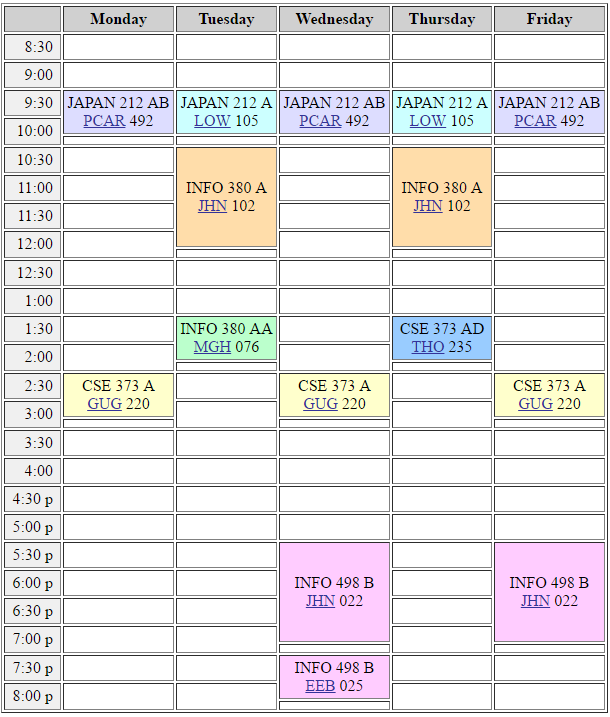 Monday Tuesday Wednesday Thursday Friday
8:30
9:00
9:30 JAPAN 212 AB JAPAN 212 A JAPAN 212 AB JAPAN 212 A JAPAN 212 AB
PCAR 492 LOW 105 PCAR 492 LOW 105 PCAR 492
10:00
10:30
11:00 INFO 380 A INFO 380 A
JHN 102 JHN 102
11:30
12:00
12:30
1:00
1:30 INFO 380 AA CSE 373 AD
MGH 076 THO 235
2:00
2:30 CSE 373 A CSE 373 A CSE 373 A
GUG 220 GUG 220 GUG 220
3:00
3:30
4:00
4:30 p
5:00 p
5:30 p
6:00 p INFO 498 B INFO 498 B
JHN 022 JHN 022
6:30 p
7:00 p
7:30 p INFO 498 B
EEB 025
8:00 p